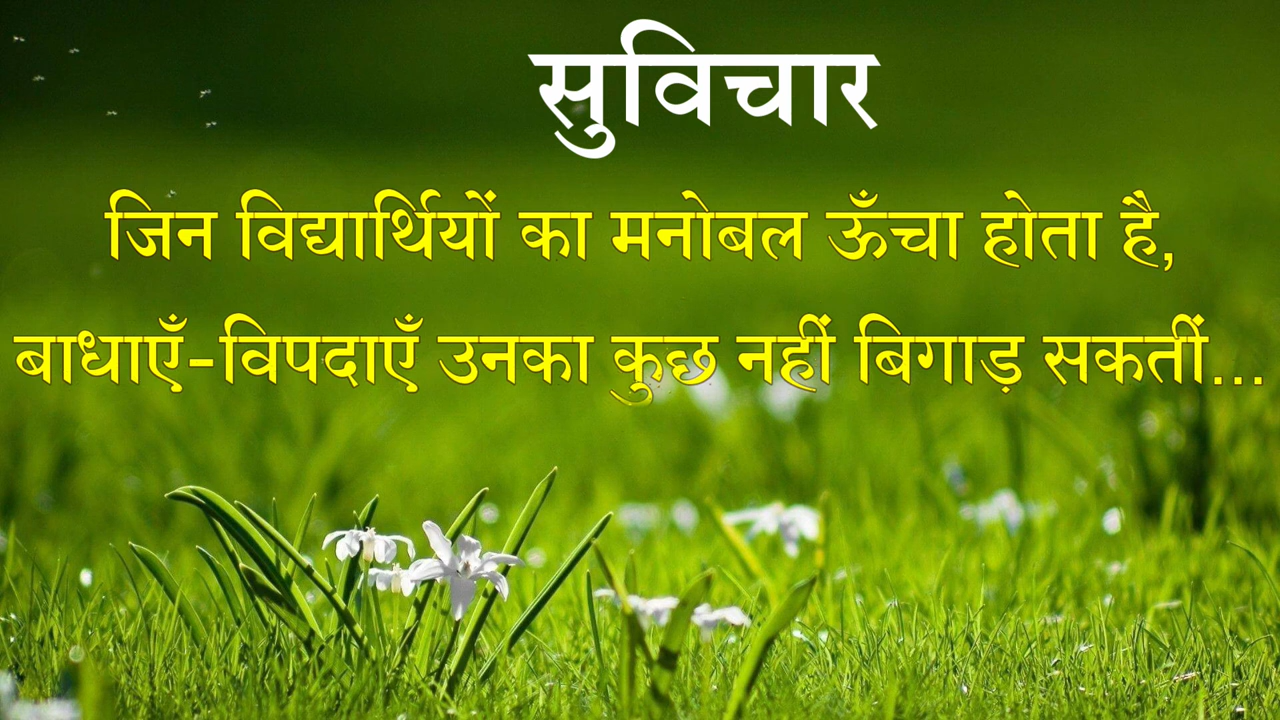 सुविचार
जिन विद्यार्थियों का मनोबल ऊँचा होता है,
बाधाएँ-विपदाएँ उनका कुछ नहीं बिगाड़ सकतीं...